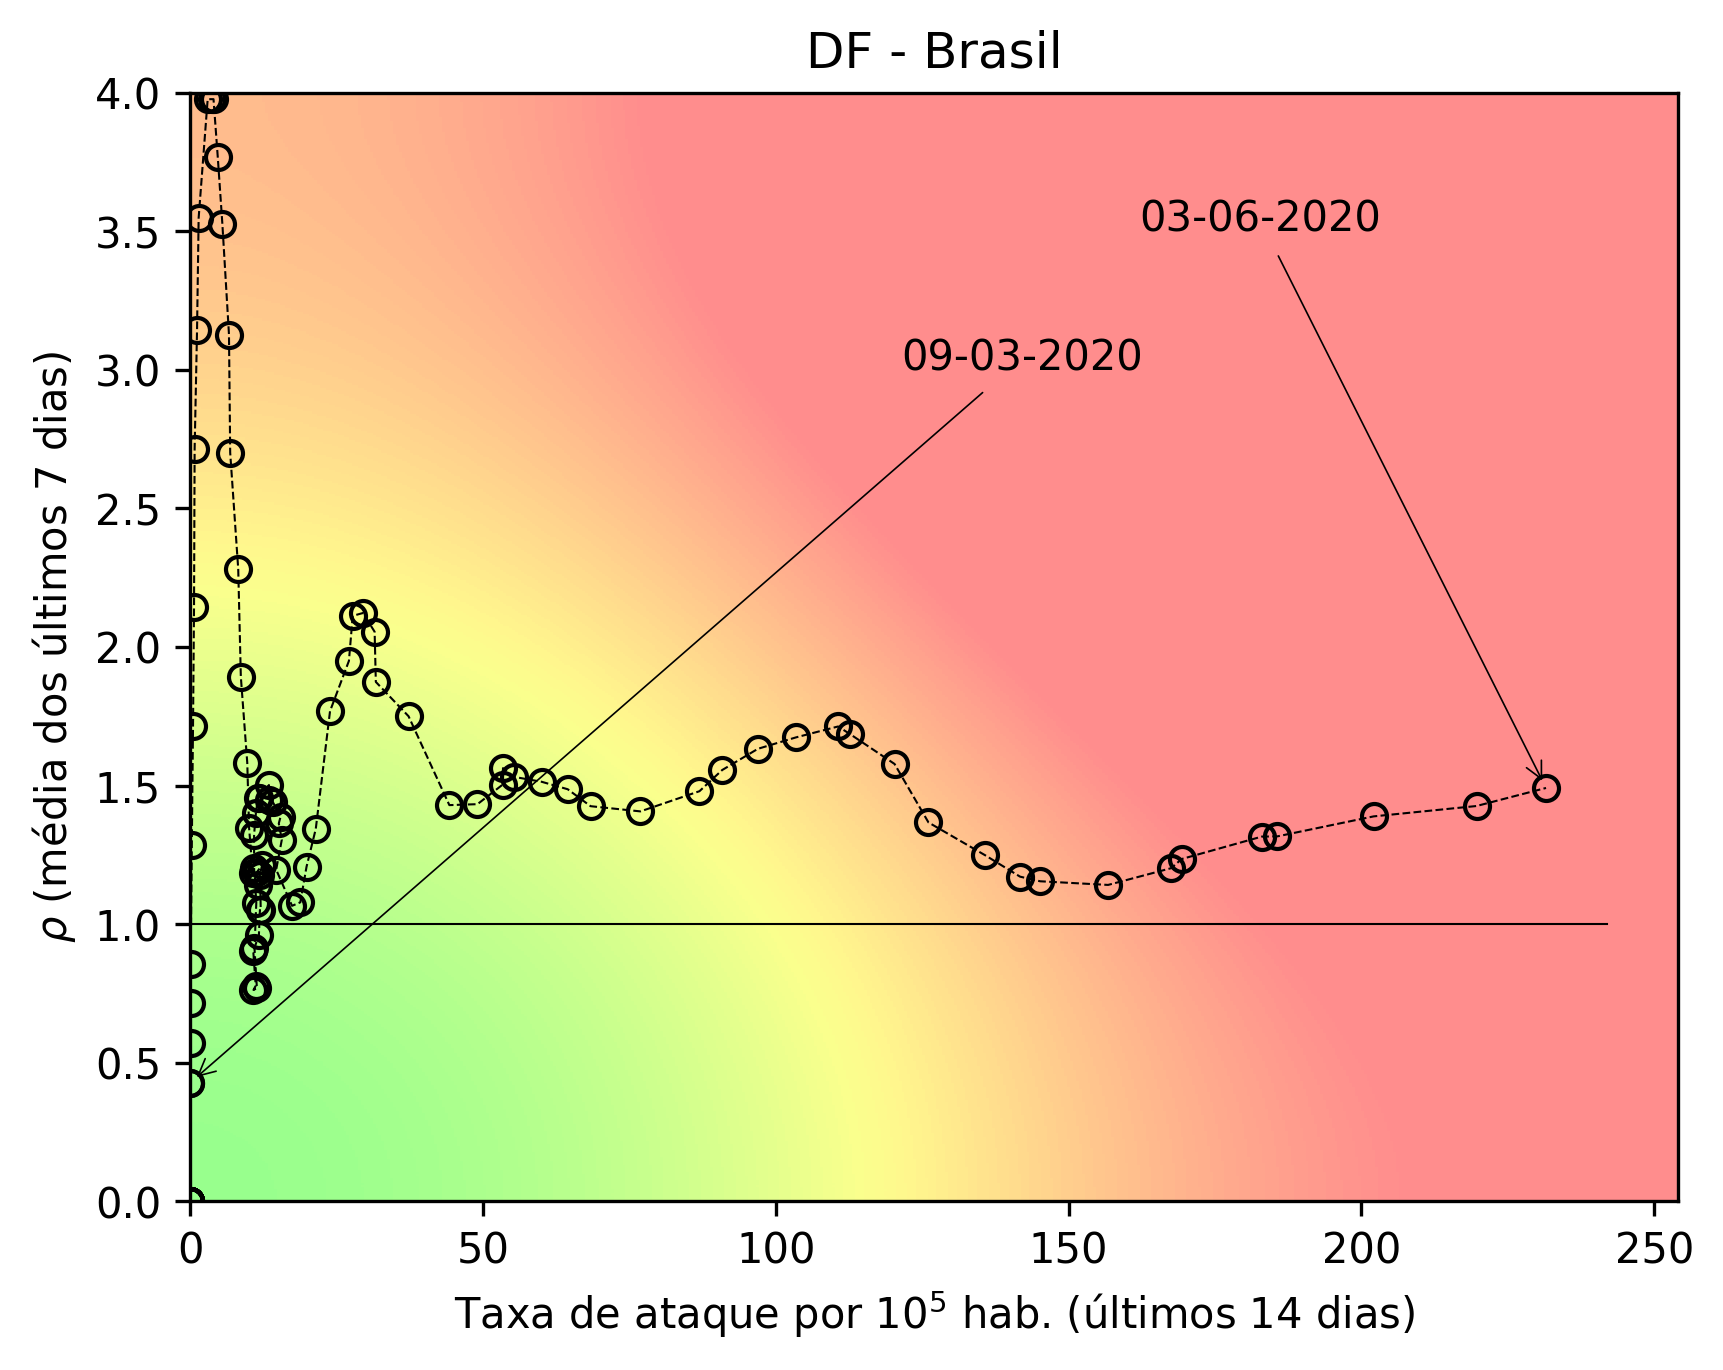 DF - Brasil
4.0
3.5
3.0
2.5
2.0
1.5
1.0
0.5
0.0
ρ (média dos últimos 7 dias)
03-06-2020
09-03-2020
0 50 100 150 200 250
Taxa de ataque por 10⁵ hab. (últimos 14 dias)